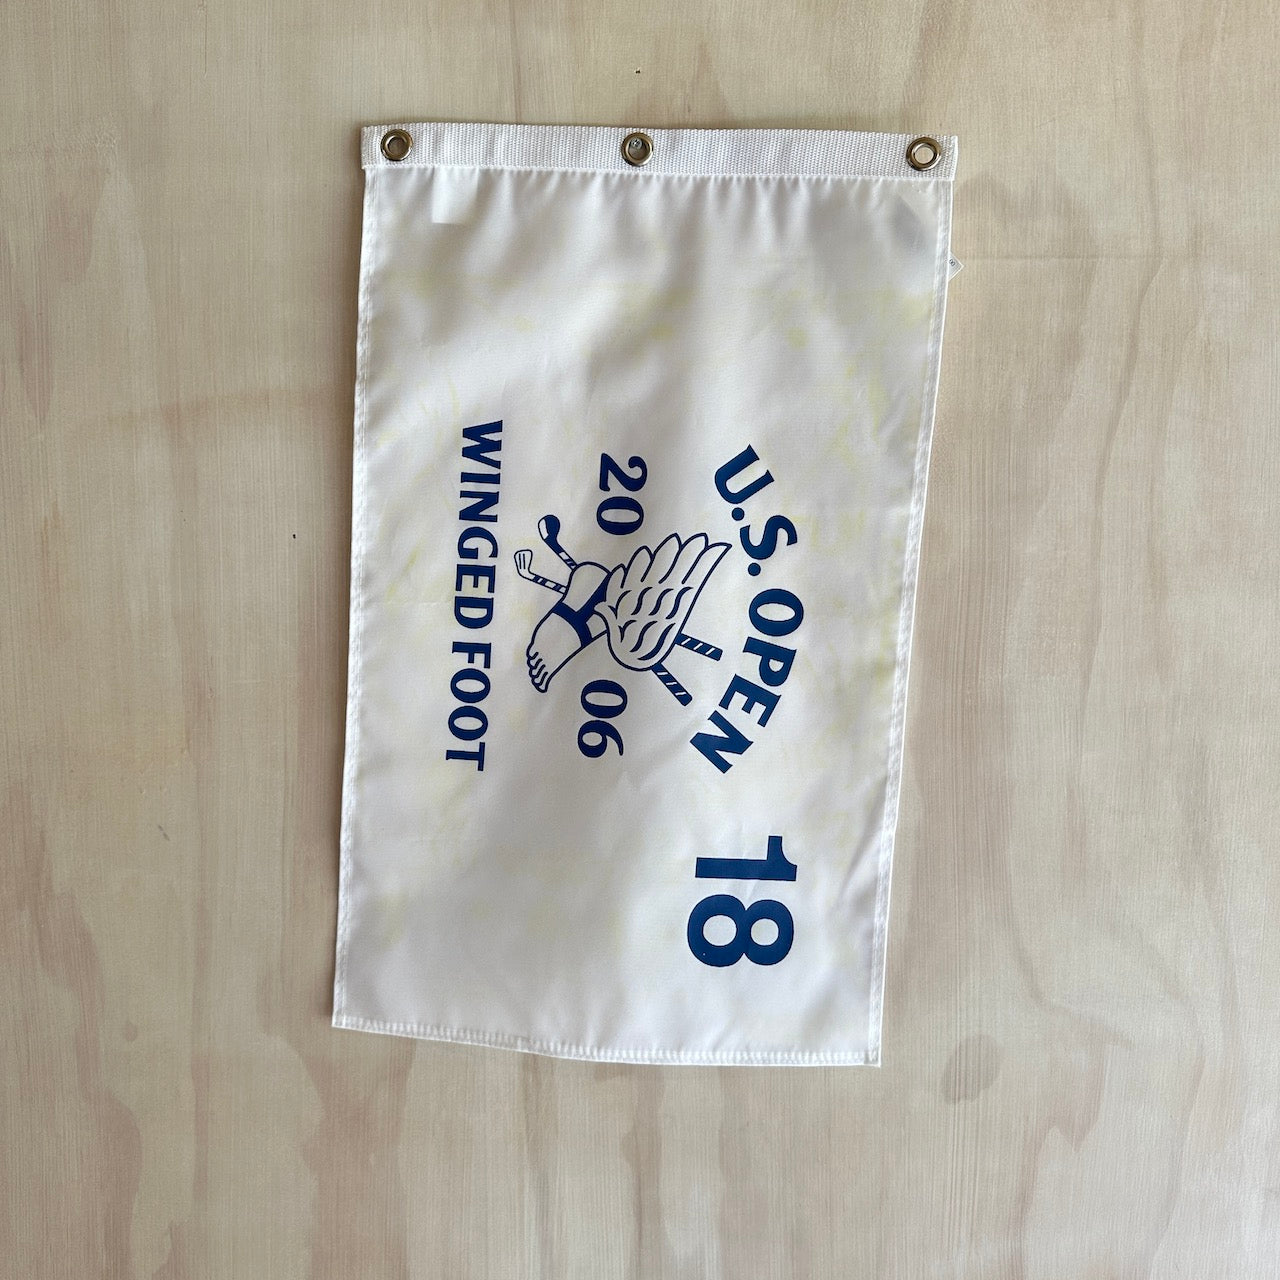 U.S. OPEN
20 06
WINGED FOOT
18